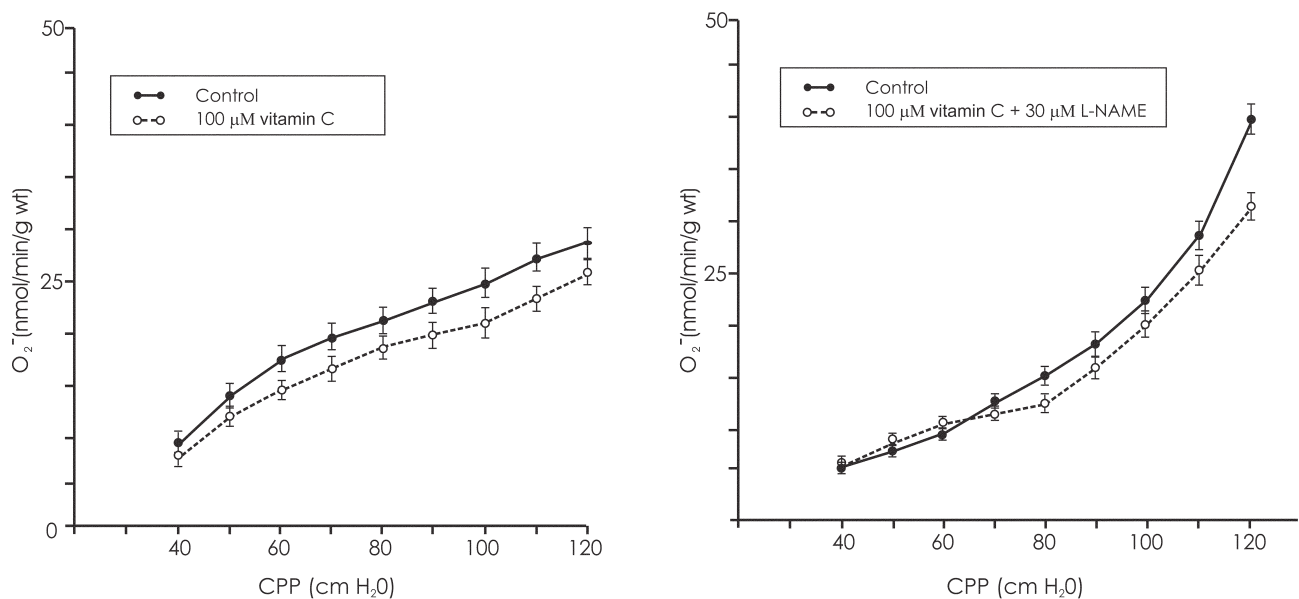 50
25
0
O₂⁻(nmol/min/g wt)
Control
100 μM vitamin C
40 60 80 100 120
CPP (cm H₂0)
50
25
O₂⁻(nmol/min/g wt)
Control
100 μM vitamin C + 30 μM L-NAME
40 60 80 100 120
CPP (cm H₂0)